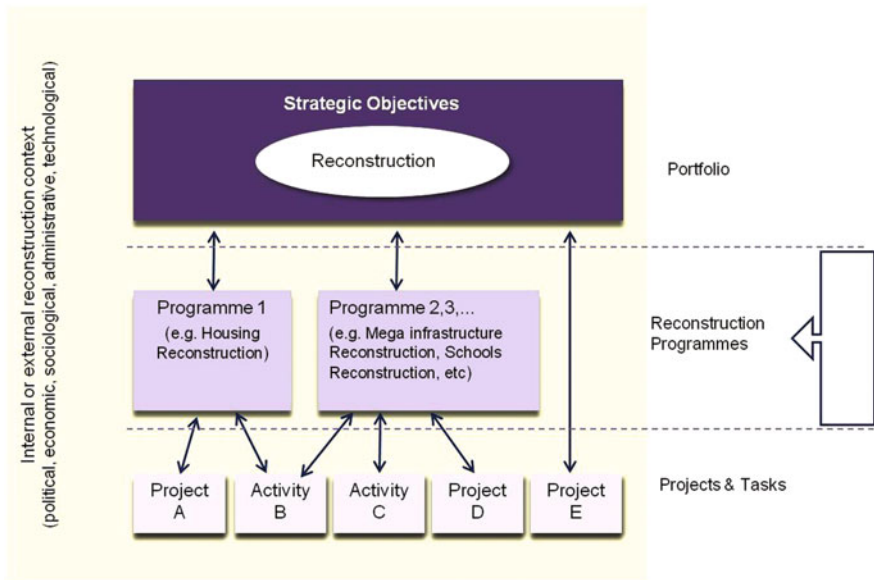 Internal or external reconstruction context
(political, economic, sociological, administrative, technological)
Strategic Objectives
Reconstruction
Portfolio
Programme 1
(e.g. Housing
Reconstruction)
Programme 2,3,...
(e.g. Mega infrastructure
Reconstruction, Schools
Reconstruction, etc)
Reconstruction
Programmes
Project
A
Activity
B
Activity
C
Project
D
Project
E
Projects & Tasks